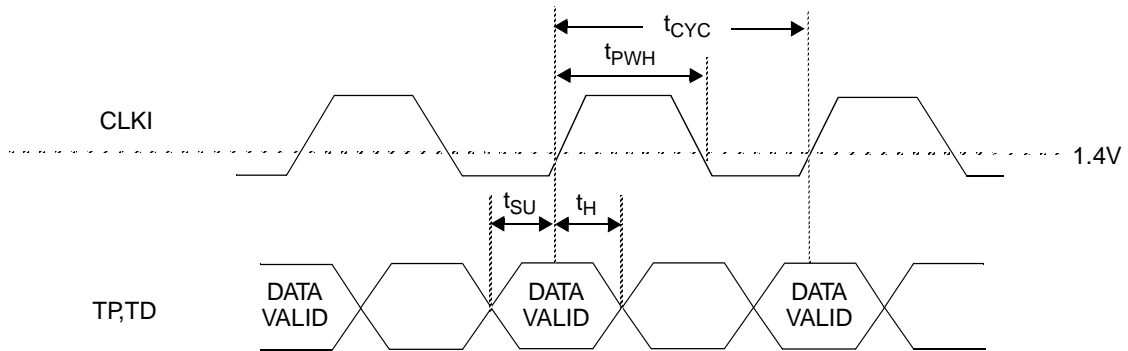 tCYC
tPWH
CLKI
1.4V
tSU
tH
TP,TD
DATA
VALID
DATA
VALID
DATA
VALID